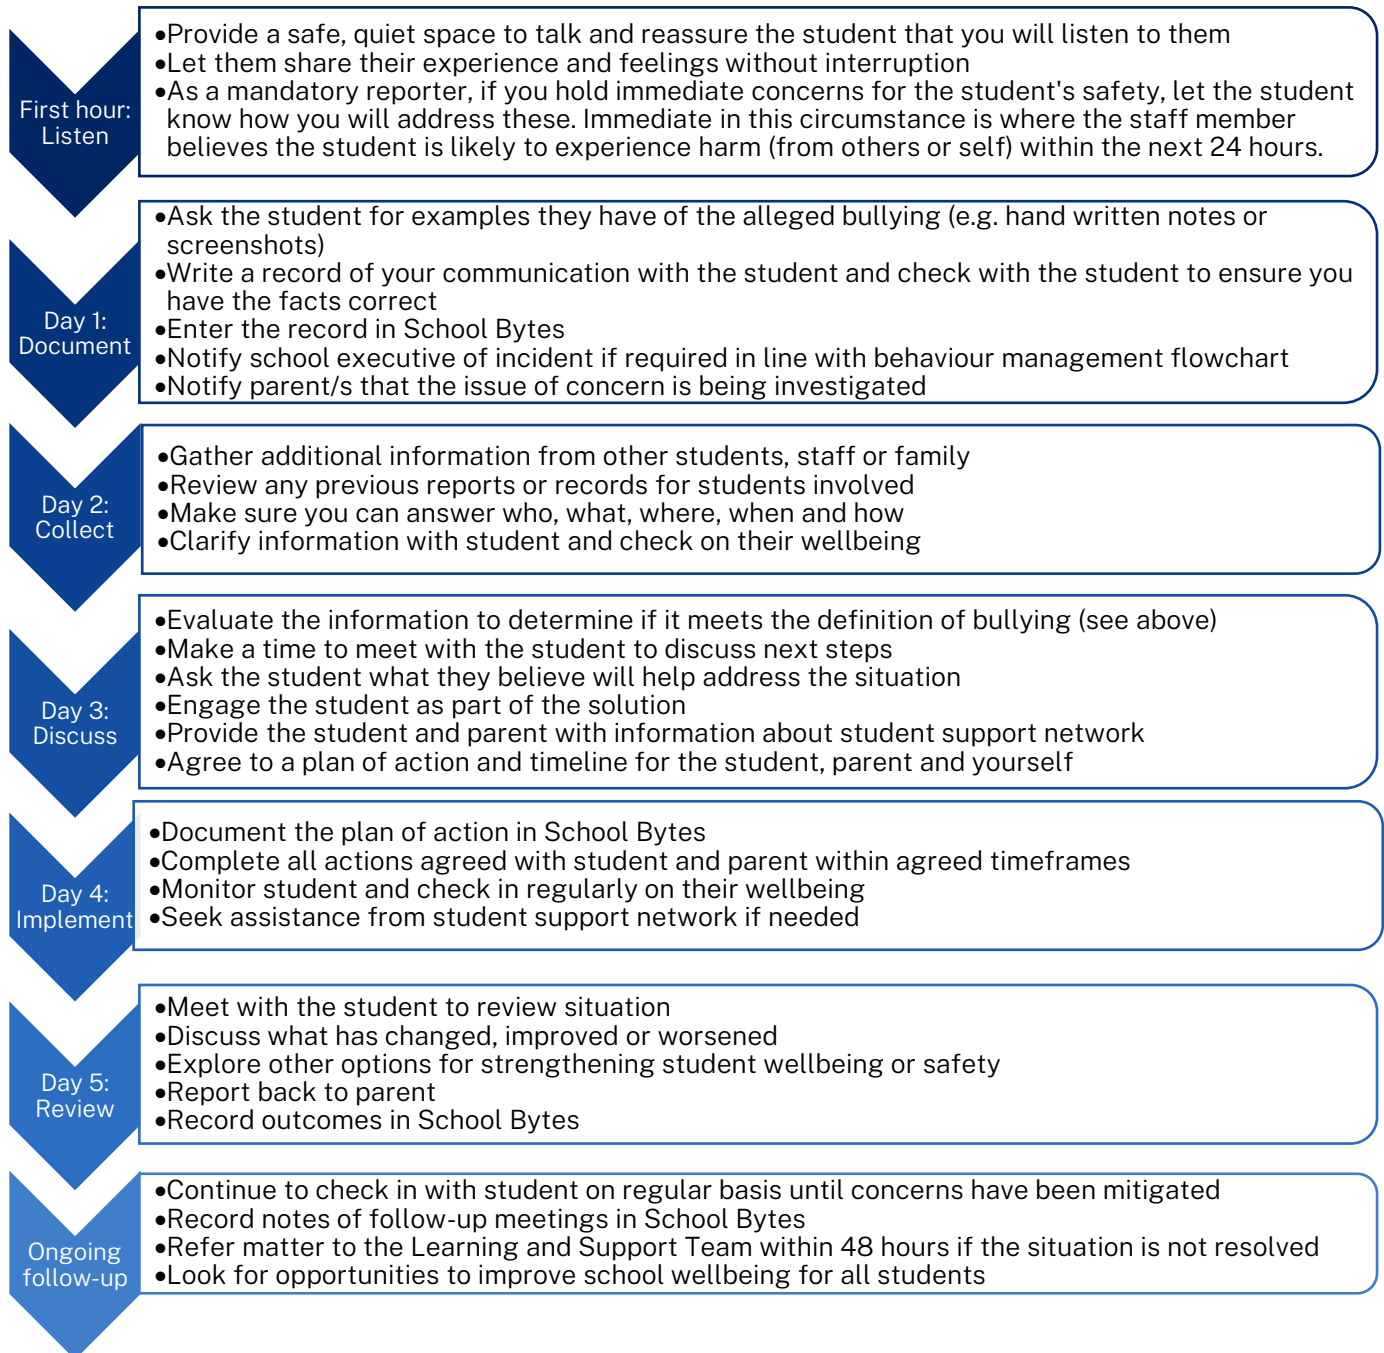 First hour:
Listen
•Provide a safe, quiet space to talk and reassure the student that you will listen to them
•Let them share their experience and feelings without interruption
•As a mandatory reporter, if you hold immediate concerns for the student's safety, let the student
know how you will address these. Immediate in this circumstance is where the staff member
believes the student is likely to experience harm (from others or self) within the next 24 hours.
Day 1:
Document
•Ask the student for examples they have of the alleged bullying (e.g. hand written notes or
screenshots)
•Write a record of your communication with the student and check with the student to ensure you
have the facts correct
•Enter the record in School Bytes
•Notify school executive of incident if required in line with behaviour management flowchart
•Notify parent/s that the issue of concern is being investigated
Day 2:
Collect
•Gather additional information from other students, staff or family
•Review any previous reports or records for students involved
•Make sure you can answer who, what, where, when and how
•Clarify information with student and check on their wellbeing
Day 3:
Discuss
•Evaluate the information to determine if it meets the definition of bullying (see above)
•Make a time to meet with the student to discuss next steps
•Ask the student what they believe will help address the situation
•Engage the student as part of the solution
•Provide the student and parent with information about student support network
•Agree to a plan of action and timeline for the student, parent and yourself
Day 4:
Implement
•Document the plan of action in School Bytes
•Complete all actions agreed with student and parent within agreed timeframes
•Monitor student and check in regularly on their wellbeing
•Seek assistance from student support network if needed
Day 5:
Review
•Meet with the student to review situation
•Discuss what has changed, improved or worsened
•Explore other options for strengthening student wellbeing or safety
•Report back to parent
•Record outcomes in School Bytes
Ongoing
follow-up
•Continue to check in with student on regular basis until concerns have been mitigated
•Record notes of follow-up meetings in School Bytes
•Refer matter to the Learning and Support Team within 48 hours if the situation is not resolved
•Look for opportunities to improve school wellbeing for all students